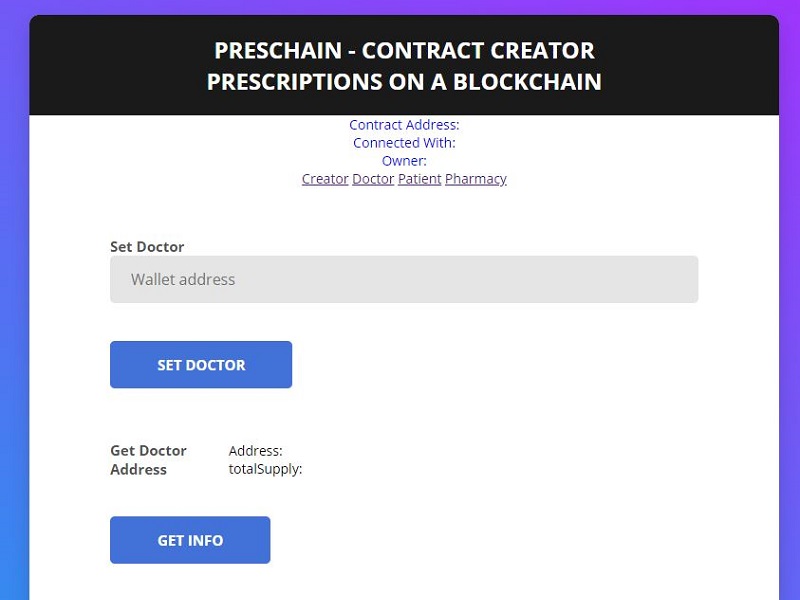 PRESCHAIN - CONTRACT CREATOR
PRESCRIPTIONS ON A BLOCKCHAIN
Contract Address:
Connected With:
Owner:
Creator Doctor Patient Pharmacy
Set Doctor
Wallet address
SET DOCTOR
Get Doctor
Address
Address:
totalSupply:
GET INFO